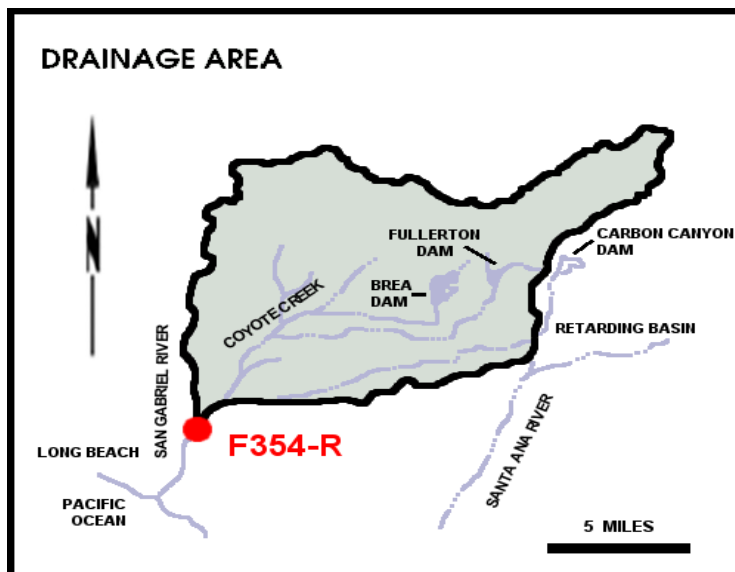 DRAINAGE AREA
N
FULLERTON
DAM
CARBON CANYON
DAM
BREA
DAM
COYOTE CREEK
RETARDING BASIN
SAN GABRIEL RIVER
F354-R
LONG BEACH
SANTA ANA RIVER
PACIFIC
OCEAN
5 MILES